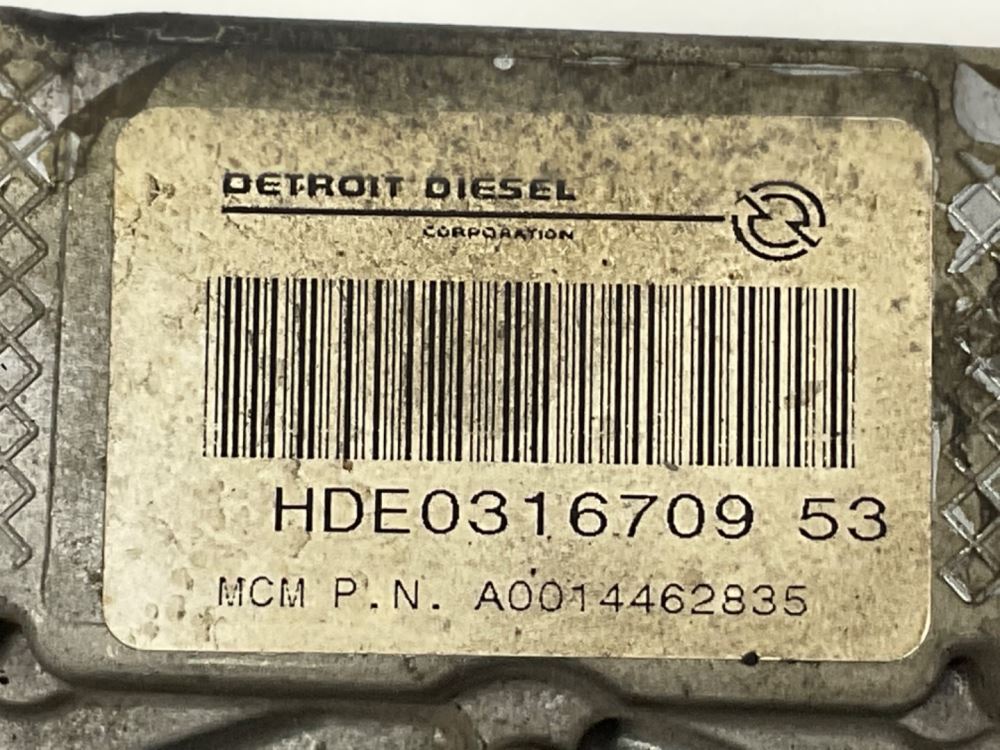 DETROIT DIESEL
CORPORATION
HDE0316709 53
MCM P.N. A0014462835